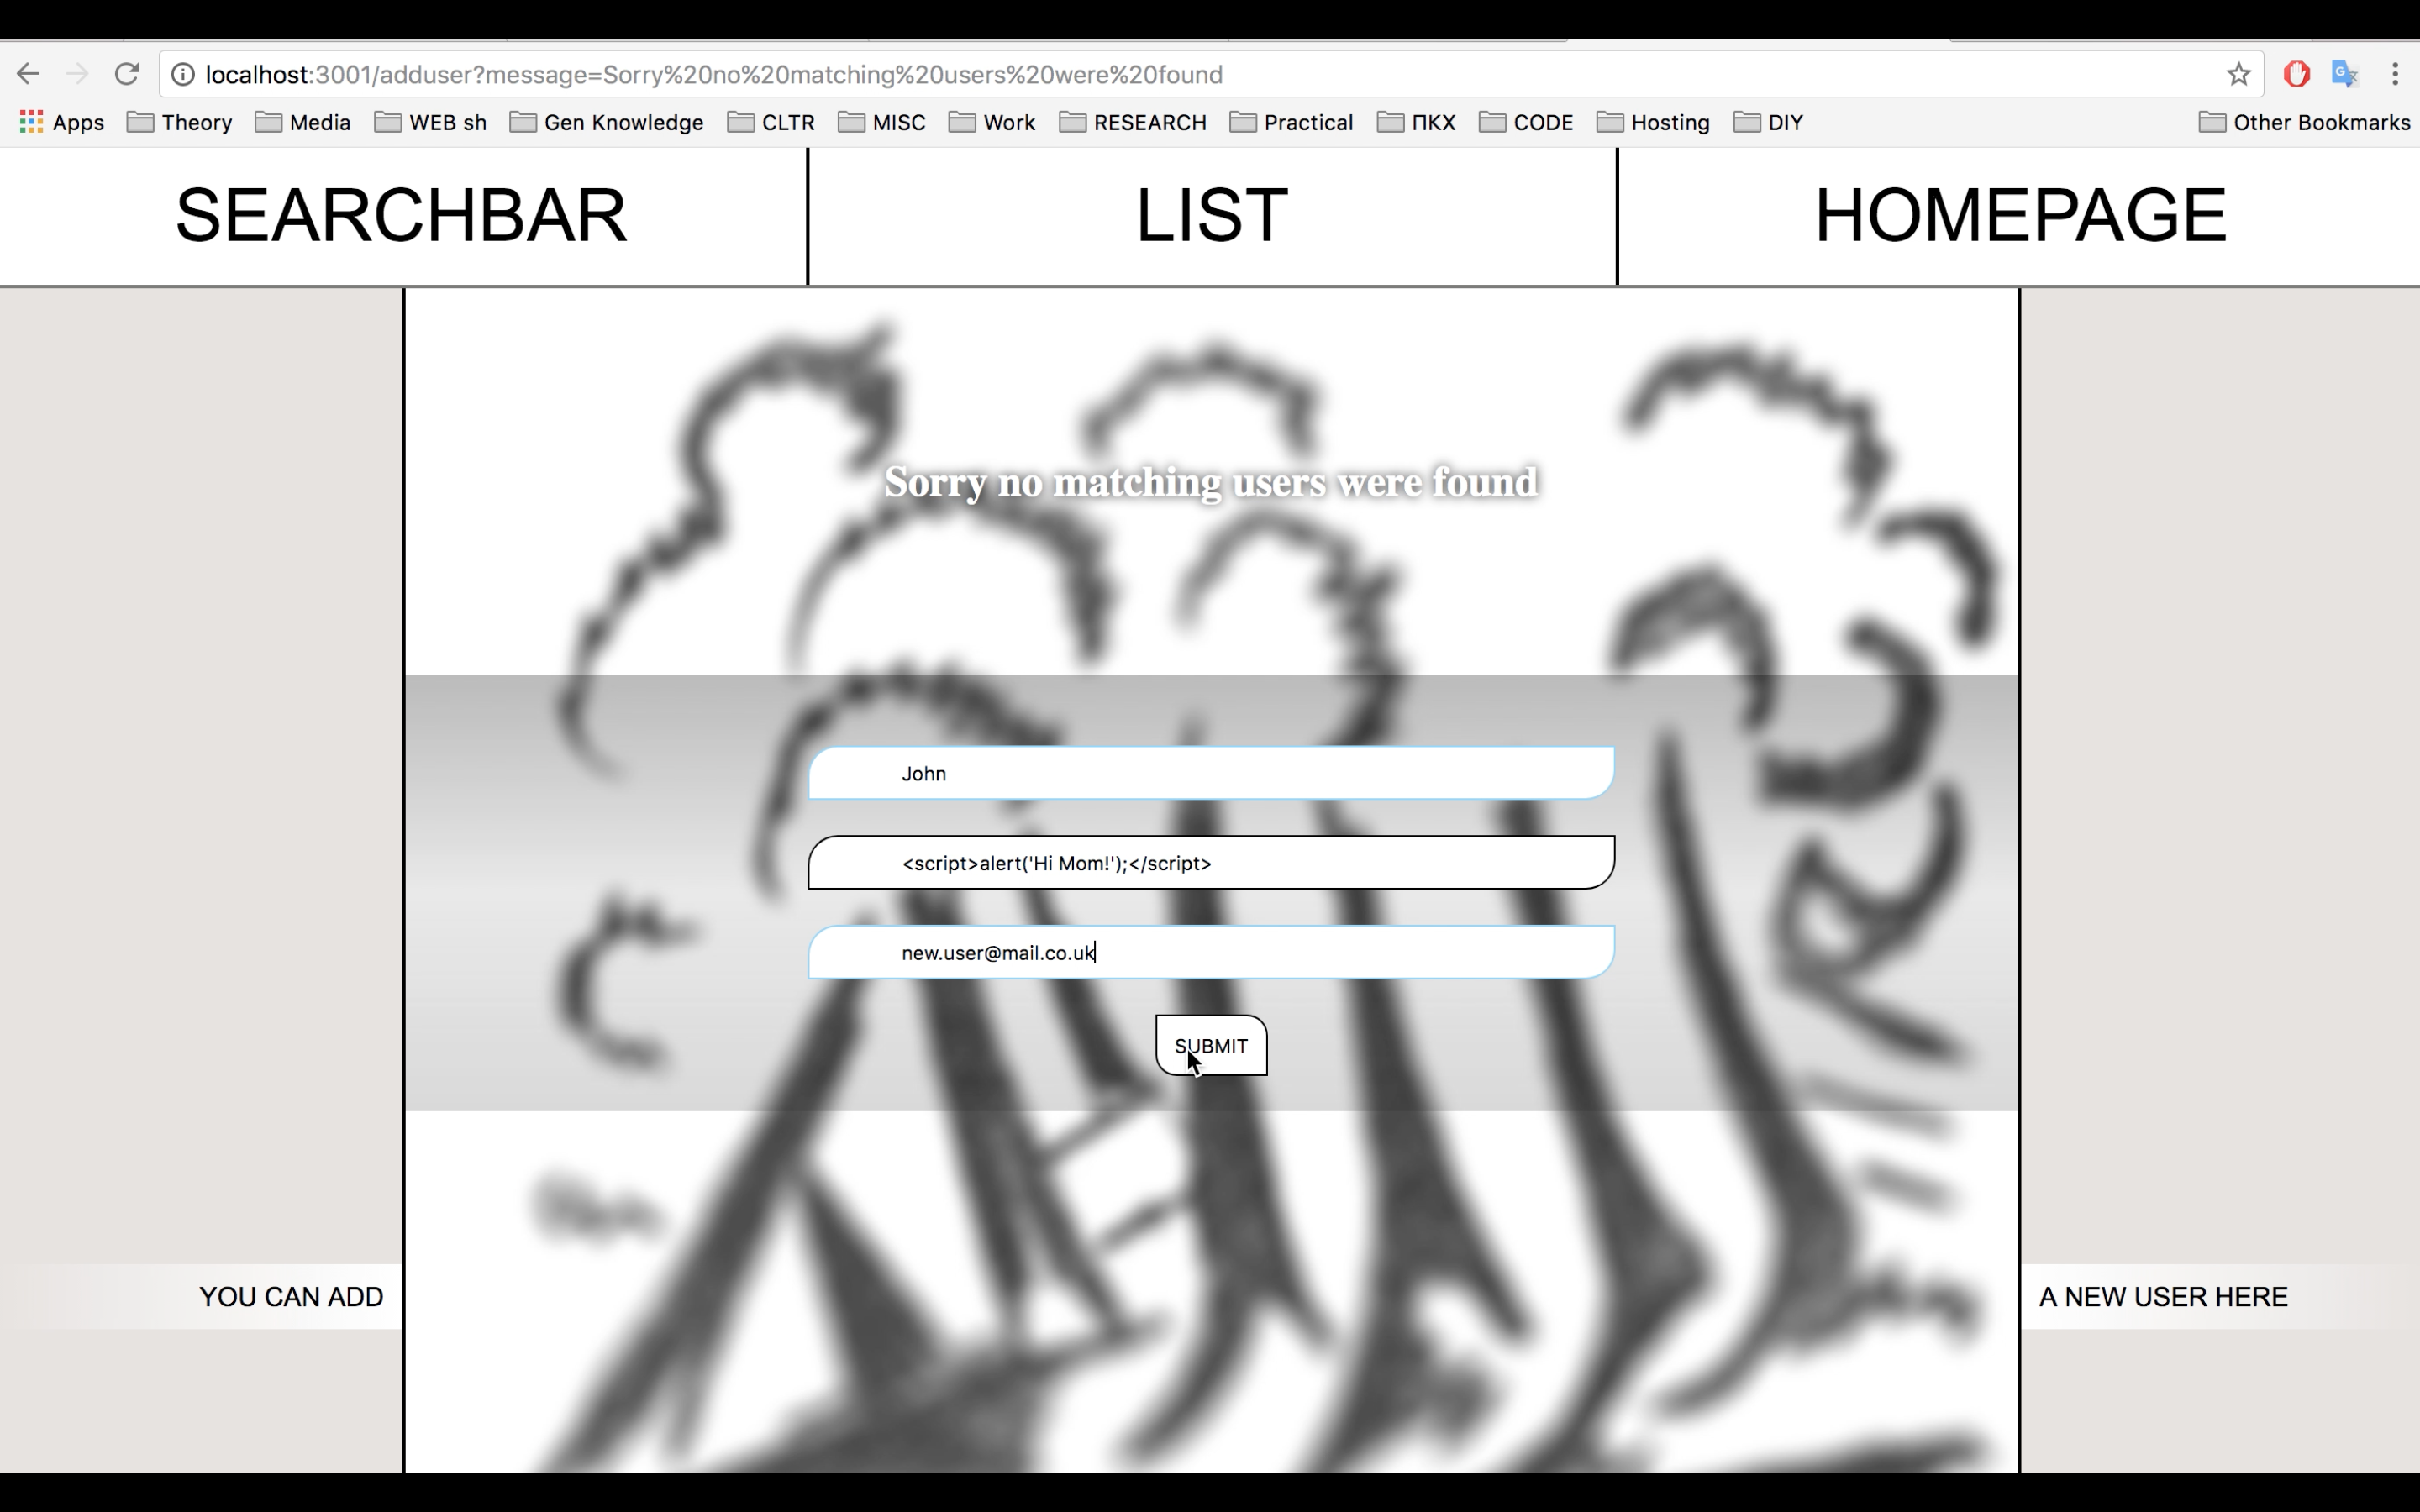 localhost:3001/adduser?message=Sorry%20no%20matching%20users%20were%20found
Apps Theory Media WEB sh Gen Knowledge CLTR MISC Work RESEARCH Practical ПКХ CODE Hosting DIY Other Bookmarks
SEARCHBAR LIST HOMEPAGE
Sorry no matching users were found
John
<script>alert('Hi Mom!');</script>
new.user@mail.co.uk
SUBMIT
YOU CAN ADD A NEW USER HERE